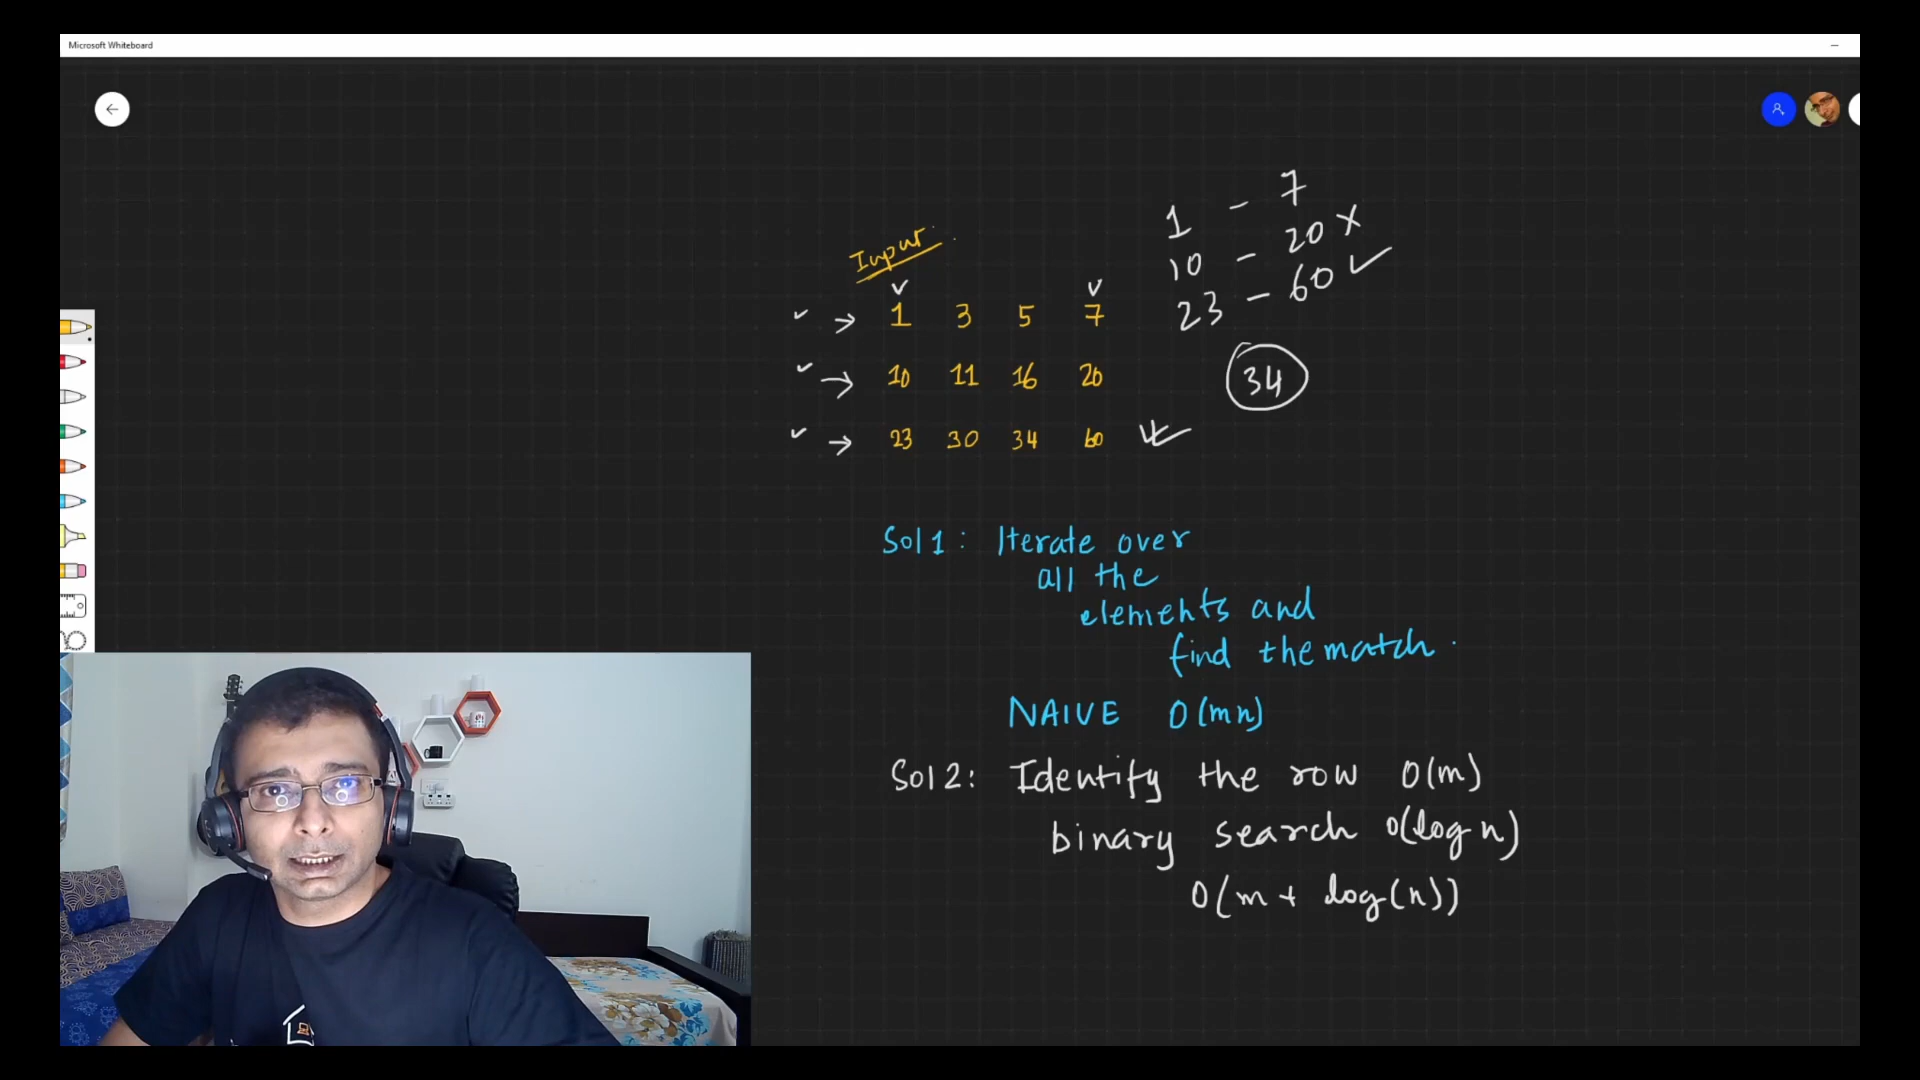 Microsoft Whiteboard
Input
1 3 5 7
10 11 16 20
23 30 34 60
1 - 7
10 - 20 X
23 - 60 ✓
34
Sol 1: Iterate over
all the
elements and
find the match.
NAIVE O(mn)
Sol 2: Identify the row O(m)
binary search O(log n)
O(m + log(n))